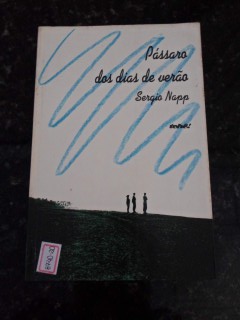 Pássaro
dos dias de verão
Sergio Napp